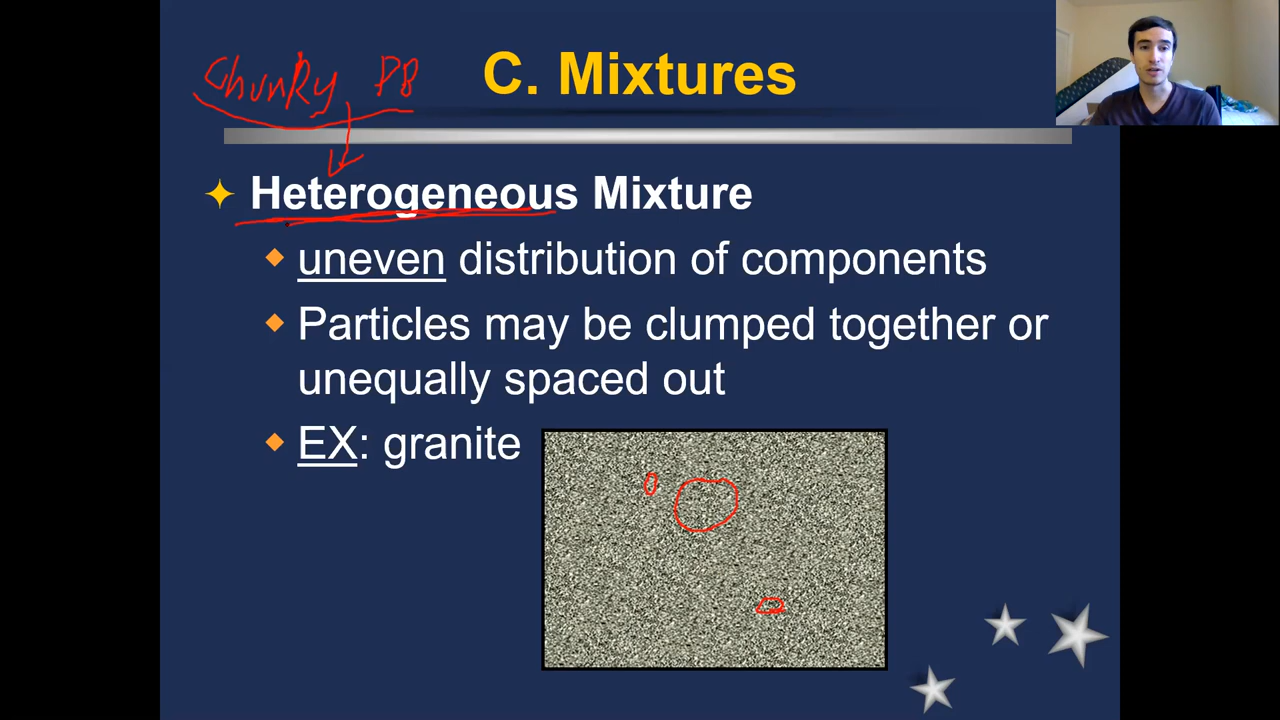 ChunRy PB
C. Mixtures
Heterogeneous Mixture
uneven distribution of components
Particles may be clumped together or
unequally spaced out
EX: granite